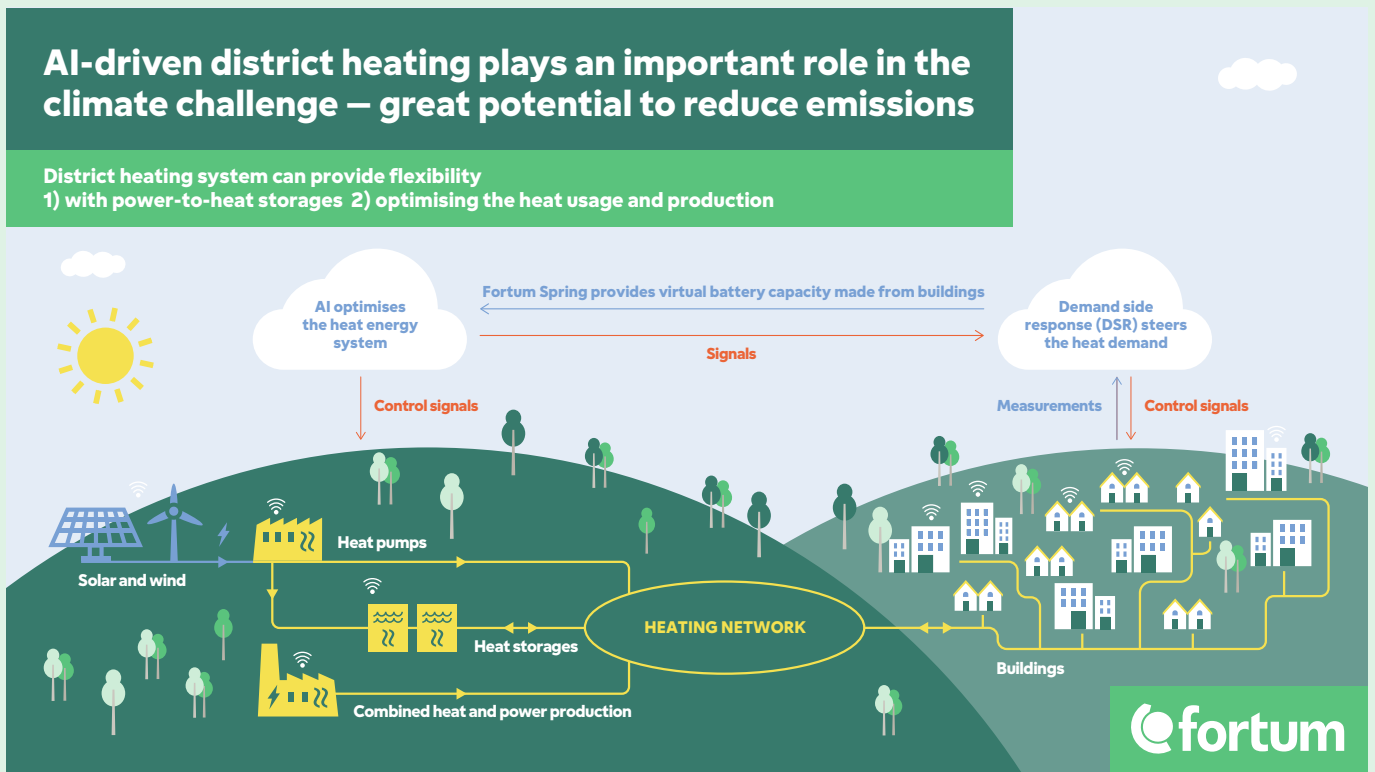 AI-driven district heating plays an important role in the
climate challenge – great potential to reduce emissions
District heating system can provide flexibility
1) with power-to-heat storages 2) optimising the heat usage and production
AI optimises
the heat energy
system
Fortum Spring provides virtual battery capacity made from buildings
Signals
Demand side
response (DSR) steers
the heat demand
Control signals
Measurements
Control signals
Solar and wind
Heat pumps
Heat storages
HEATING NETWORK
Combined heat and power production
Buildings
fortum